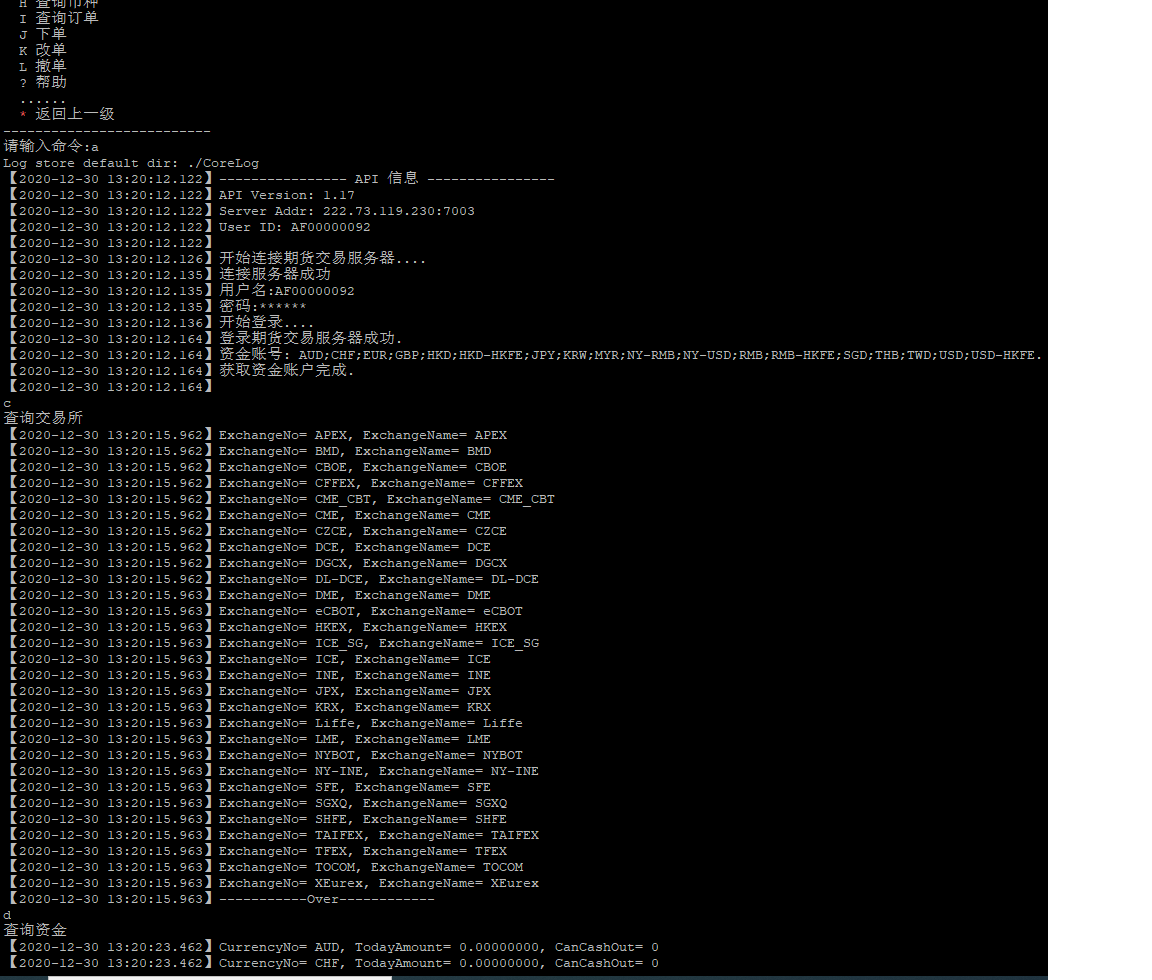 H 查询币种
I 查询订单
J 下单
K 改单
L 撤单
? 帮助
......
* 返回上一级
--------------------------
请输入命令:a
Log store default dir: ./CoreLog
【2020-12-30 13:20:12.122】---------------- API 信息 ----------------
【2020-12-30 13:20:12.122】API Version: 1.17
【2020-12-30 13:20:12.122】Server Addr: 222.73.119.230:7003
【2020-12-30 13:20:12.122】User ID: AF00000092
【2020-12-30 13:20:12.122】
【2020-12-30 13:20:12.126】开始连接期货交易服务器....
【2020-12-30 13:20:12.135】连接服务器成功
【2020-12-30 13:20:12.135】用户名:AF00000092
【2020-12-30 13:20:12.135】密码:******
【2020-12-30 13:20:12.136】开始登录....
【2020-12-30 13:20:12.164】登录期货交易服务器成功.
【2020-12-30 13:20:12.164】资金账号: AUD;CHF;EUR;GBP;HKD;HKD-HKFE;JPY;KRW;MYR;NY-RMB;NY-USD;RMB;RMB-HKFE;SGD;THB;TWD;USD;USD-HKFE.
【2020-12-30 13:20:12.164】获取资金账户完成.
【2020-12-30 13:20:12.164】
c
查询交易所
【2020-12-30 13:20:15.962】ExchangeNo= APEX, ExchangeName= APEX
【2020-12-30 13:20:15.962】ExchangeNo= BMD, ExchangeName= BMD
【2020-12-30 13:20:15.962】ExchangeNo= CBOE, ExchangeName= CBOE
【2020-12-30 13:20:15.962】ExchangeNo= CFFEX, ExchangeName= CFFEX
【2020-12-30 13:20:15.962】ExchangeNo= CME_CBT, ExchangeName= CME_CBT
【2020-12-30 13:20:15.962】ExchangeNo= CME, ExchangeName= CME
【2020-12-30 13:20:15.962】ExchangeNo= CZCE, ExchangeName= CZCE
【2020-12-30 13:20:15.962】ExchangeNo= DCE, ExchangeName= DCE
【2020-12-30 13:20:15.962】ExchangeNo= DGCX, ExchangeName= DGCX
【2020-12-30 13:20:15.962】ExchangeNo= DL-DCE, ExchangeName= DL-DCE
【2020-12-30 13:20:15.963】ExchangeNo= DME, ExchangeName= DME
【2020-12-30 13:20:15.963】ExchangeNo= eCBOT, ExchangeName= eCBOT
【2020-12-30 13:20:15.963】ExchangeNo= HKEX, ExchangeName= HKEX
【2020-12-30 13:20:15.963】ExchangeNo= ICE_SG, ExchangeName= ICE_SG
【2020-12-30 13:20:15.963】ExchangeNo= ICE, ExchangeName= ICE
【2020-12-30 13:20:15.963】ExchangeNo= INE, ExchangeName= INE
【2020-12-30 13:20:15.963】ExchangeNo= JPX, ExchangeName= JPX
【2020-12-30 13:20:15.963】ExchangeNo= KRX, ExchangeName= KRX
【2020-12-30 13:20:15.963】ExchangeNo= Liffe, ExchangeName= Liffe
【2020-12-30 13:20:15.963】ExchangeNo= LME, ExchangeName= LME
【2020-12-30 13:20:15.963】ExchangeNo= NYBOT, ExchangeName= NYBOT
【2020-12-30 13:20:15.963】ExchangeNo= NY-INE, ExchangeName= NY-INE
【2020-12-30 13:20:15.963】ExchangeNo= SFE, ExchangeName= SFE
【2020-12-30 13:20:15.963】ExchangeNo= SGXQ, ExchangeName= SGXQ
【2020-12-30 13:20:15.963】ExchangeNo= SHFE, ExchangeName= SHFE
【2020-12-30 13:20:15.963】ExchangeNo= TAIFEX, ExchangeName= TAIFEX
【2020-12-30 13:20:15.963】ExchangeNo= TFEX, ExchangeName= TFEX
【2020-12-30 13:20:15.963】ExchangeNo= TOCOM, ExchangeName= TOCOM
【2020-12-30 13:20:15.963】ExchangeNo= XEurex, ExchangeName= XEurex
【2020-12-30 13:20:15.963】-----------Over------------
d
查询资金
【2020-12-30 13:20:23.462】CurrencyNo= AUD, TodayAmount= 0.00000000, CanCashOut= 0
【2020-12-30 13:20:23.462】CurrencyNo= CHF, TodayAmount= 0.00000000, CanCashOut= 0